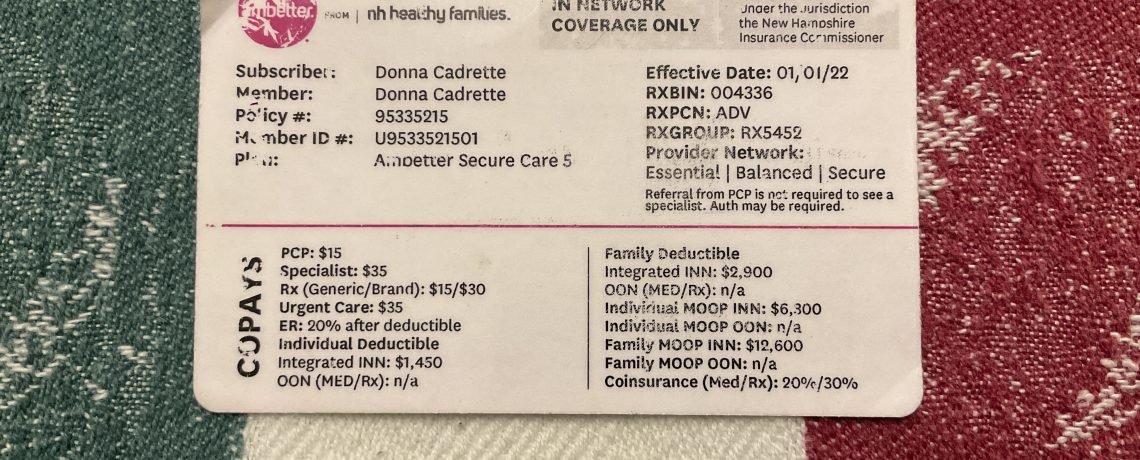 ambetter. FROM | nh healthy families.
IN NETWORK
COVERAGE ONLY
Under the Jurisdiction
the New Hampshire
Insurance Commissioner
Subscriber: Donna Cadrette
Member: Donna Cadrette
Policy #: 95335215
Member ID #: U9533521501
Plan: Ambetter Secure Care 5
Effective Date: 01/01/22
RXBIN: 004336
RXPCN: ADV
RXGROUP: RX5452
Provider Network:
Essential | Balanced | Secure
Referral from PCP is not required to see a
specialist. Auth may be required.
COPAYS
PCP: $15
Specialist: $35
Rx (Generic/Brand): $15/$30
Urgent Care: $35
ER: 20% after deductible
Individual Deductible
Integrated INN: $1,450
OON (MED/Rx): n/a
Family Deductible
Integrated INN: $2,900
OON (MED/Rx): n/a
Individual MOOP INN: $6,300
Individual MOOP OON: n/a
Family MOOP INN: $12,600
Family MOOP OON: n/a
Coinsurance (Med/Rx): 20%/30%